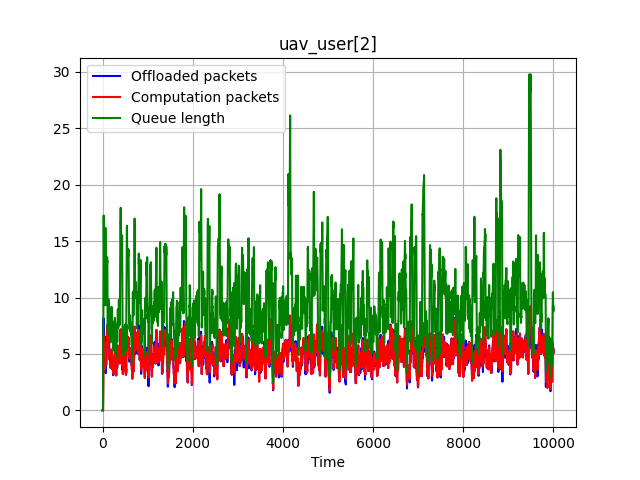 uav_user[2]
Offloaded packets
Computation packets
Queue length
30
25
20
15
10
5
0
0 2000 4000 6000 8000 10000
Time